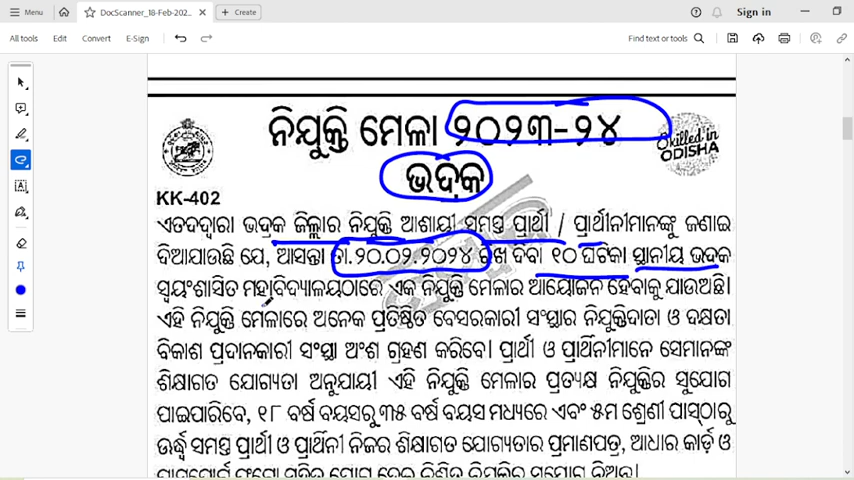 Menu
DocScanner_18-Feb-202...
Create
Sign in
All tools
Edit
Convert
E-Sign
Find text or tools
ନିଯୁକ୍ତି ମେଳା ୨୦୨୩-୨୪
Skilled in
ODISHA
ଭଦ୍ରକ
KK-402
ଏତଦଦ୍ୱାରା ଭଦ୍ରକ ଜିଲ୍ଲାର ନିଯୁକ୍ତି ଆଶାୟୀ ସମସ୍ତ ପ୍ରାର୍ଥୀ / ପ୍ରାର୍ଥୀନୀମାନଙ୍କୁ ଜଣାଇ
ଦିଆଯାଉଛି ଯେ, ଆସନ୍ତା ତା.୨୦.୦୨.୨୦୨୪ ରିଖ ଦିବା ୧୦ ଘଟିକା ସ୍ଥାନୀୟ ଭଦ୍ରକ
ସ୍ୱୟଂଶାସିତ ମହାବିଦ୍ୟାଳୟଠାରେ ଏକ ନିଯୁକ୍ତି ମେଳାର ଆୟୋଜନ ହେବାକୁ ଯାଉଅଛି।
ଏହି ନିଯୁକ୍ତି ମେଳାରେ ଅନେକ ପ୍ରତିଷ୍ଠିତ ବେସରକାରୀ ସଂସ୍ଥାର ନିଯୁକ୍ତିଦାତା ଓ ଦକ୍ଷତା
ବିକାଶ ପ୍ରଦାନକାରୀ ସଂସ୍ଥା ଅଂଶ ଗ୍ରହଣ କରିବେ। ପ୍ରାର୍ଥୀ ଓ ପ୍ରାର୍ଥିନୀମାନେ ସେମାନଙ୍କ
ଶିକ୍ଷାଗତ ଯୋଗ୍ୟତା ଅନୁଯାୟୀ ଏହି ନିଯୁକ୍ତି ମେଳାର ପ୍ରତ୍ୟକ୍ଷ ନିଯୁକ୍ତିର ସୁଯୋଗ
ପାଇପାରିବେ, ୧୮ ବର୍ଷ ବୟସରୁ ୩୫ ବର୍ଷ ବୟସ ମଧ୍ୟରେ ଏବଂ ୫ମ ଶ୍ରେଣୀ ପାସ୍‌ଠାରୁ
ଊର୍ଦ୍ଧ୍ୱ ସମସ୍ତ ପ୍ରାର୍ଥୀ ଓ ପ୍ରାର୍ଥିନୀ ନିଜର ଶିକ୍ଷାଗତ ଯୋଗ୍ୟତାର ପ୍ରମାଣପତ୍ର, ଆଧାର କାର୍ଡ଼ ଓ